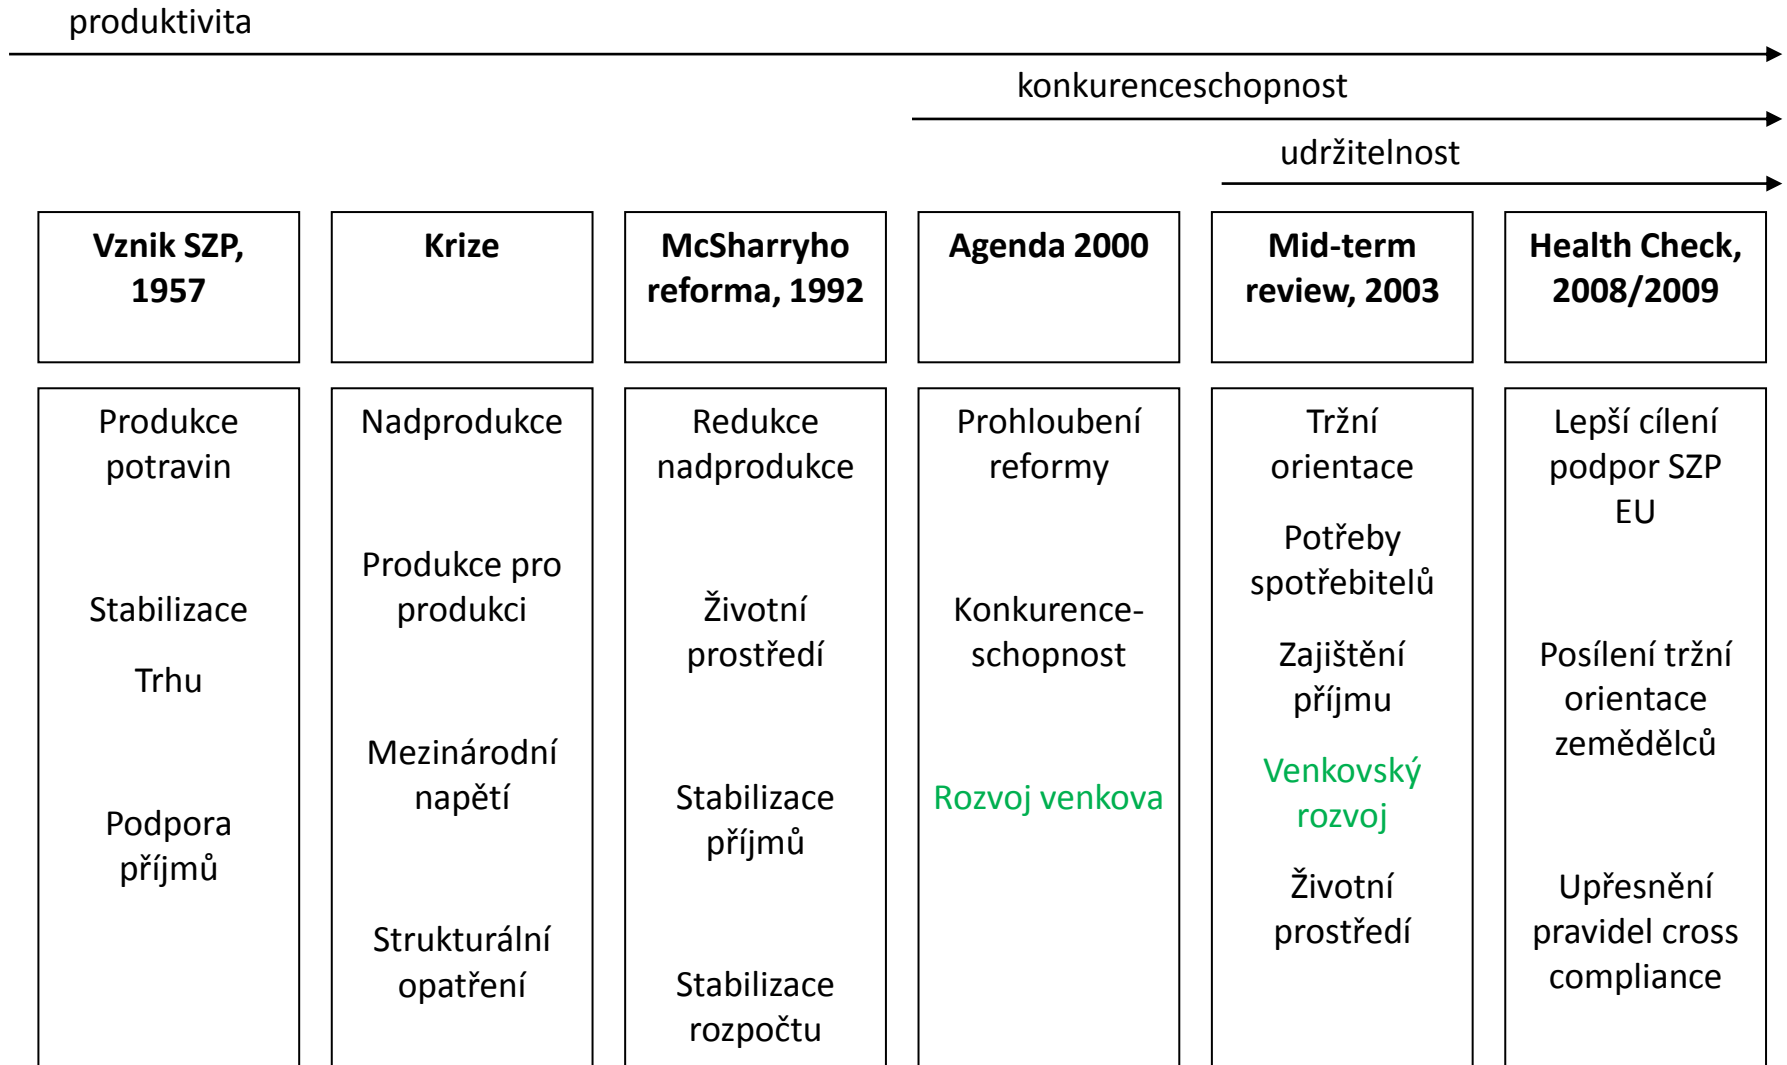 produktivita
konkurenceschopnost
udržitelnost
Vznik SZP,
1957
Krize
McSharryho
reforma, 1992
Agenda 2000
Mid-term
review, 2003
Health Check,
2008/2009
Produkce
potravin
Stabilizace
Trhu
Podpora
příjmů
Nadprodukce
Produkce pro
produkci
Mezinárodní
napětí
Strukturální
opatření
Redukce
nadprodukce
Životní
prostředí
Stabilizace
příjmů
Stabilizace
rozpočtu
Prohloubení
reformy
Konkurence-
schopnost
Rozvoj venkova
Tržní
orientace
Potřeby
spotřebitelů
Zajištění
příjmu
Venkovský
rozvoj
Životní
prostředí
Lepší cílení
podpor SZP
EU
Posílení tržní
orientace
zemědělců
Upřesnění
pravidel cross
compliance